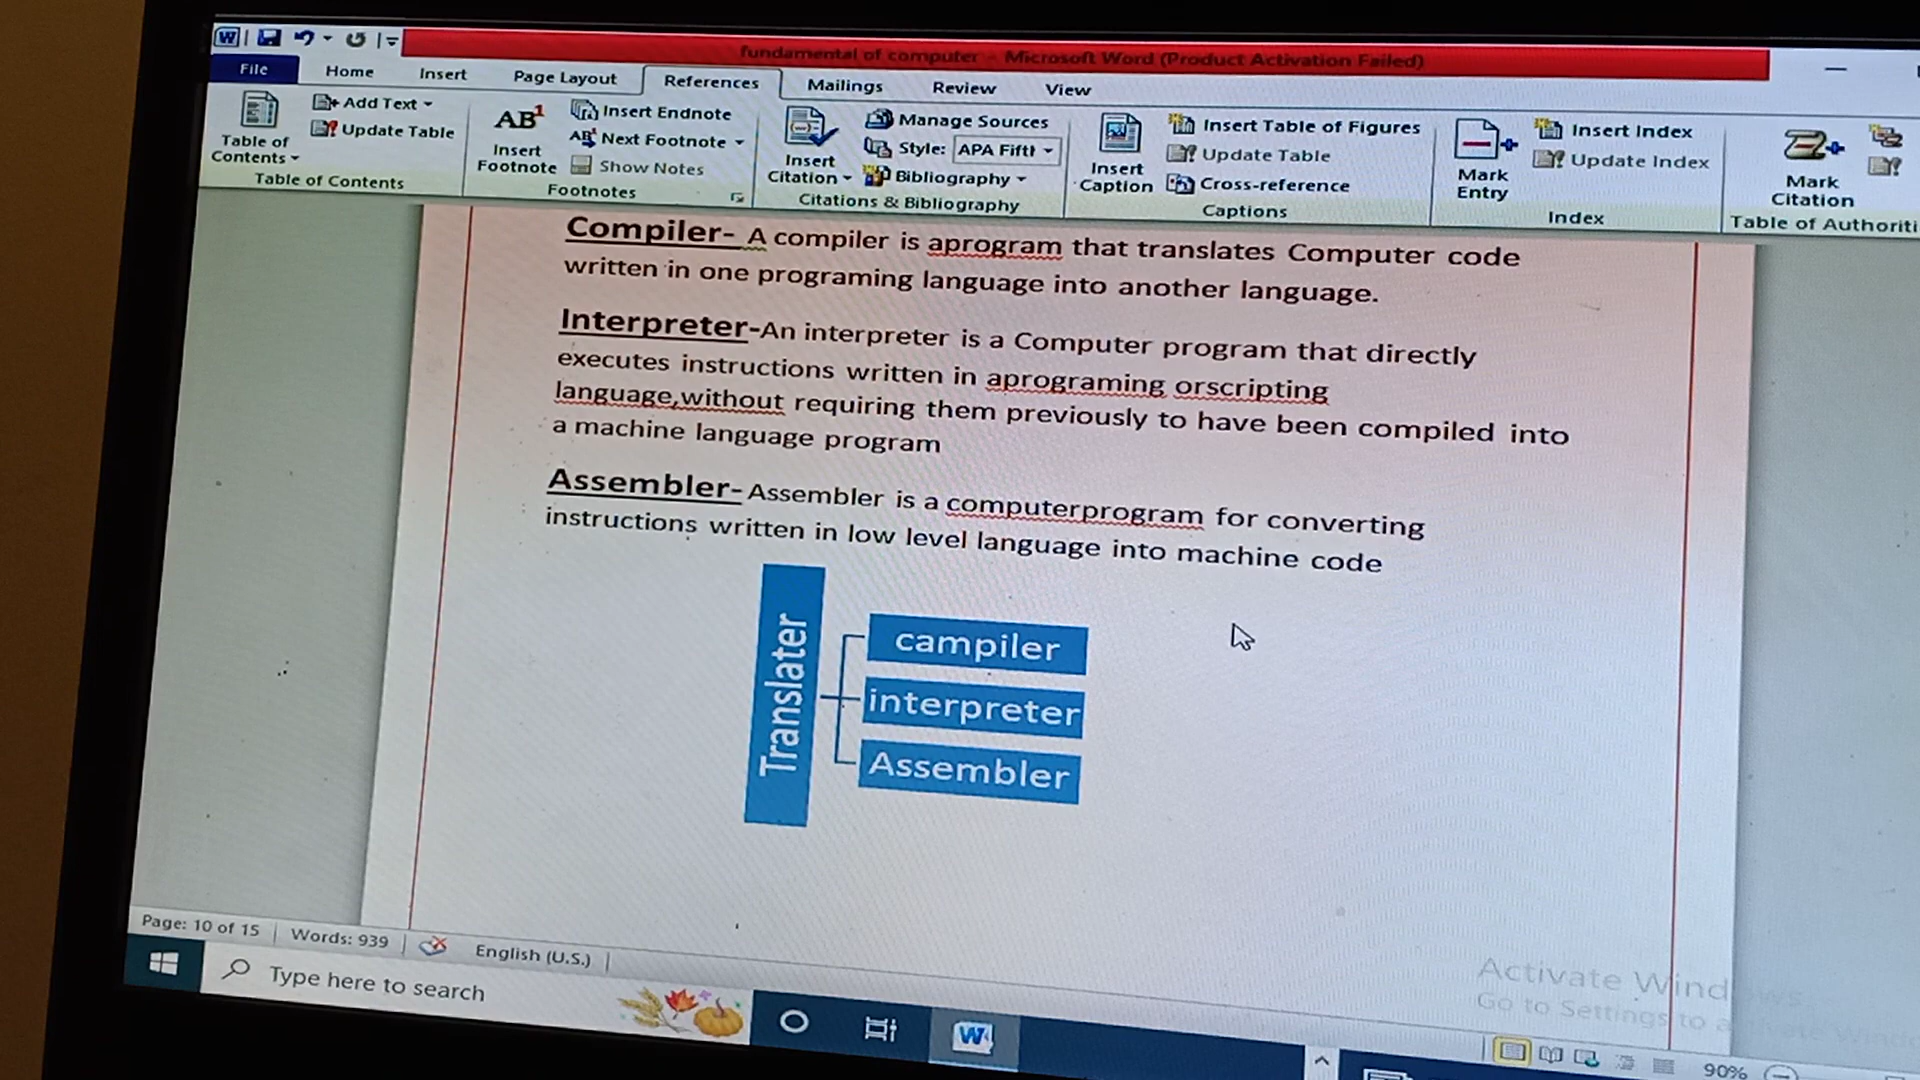 fundamental of computer - Microsoft Word (Product Activation Failed)
File Home Insert Page Layout References Mailings Review View
Table of Contents
Add Text
Update Table
Table of Contents
AB1
Insert Footnote
Insert Endnote
AB1 Next Footnote
Show Notes
Footnotes
Insert Citation
Manage Sources
Style: APA Fifth
Bibliography
Citations & Bibliography
Insert Caption
Insert Table of Figures
Update Table
Cross-reference
Captions
Mark Entry
Insert Index
Update Index
Index
Mark Citation
Table of Authoriti
Compiler- A compiler is aprogram that translates Computer code
written in one programing language into another language.
Interpreter-An interpreter is a Computer program that directly
executes instructions written in aprograming orscripting
language,without requiring them previously to have been compiled into
a machine language program
Assembler- Assembler is a computerprogram for converting
instructions written in low level language into machine code
Translater
campiler
interpreter
Assembler
Activate Windows
Go to Settings to activate Windo
Page: 10 of 15 Words: 939 English (U.S.)
90%
Type here to search